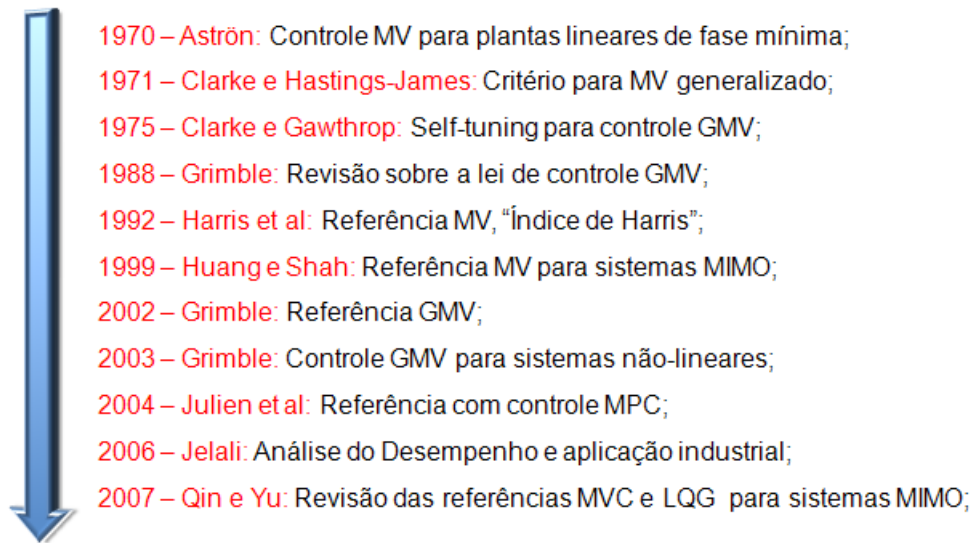 1970 – Aströn: Controle MV para plantas lineares de fase mínima;
1971 – Clarke e Hastings-James: Critério para MV generalizado;
1975 – Clarke e Gawthrop: Self-tuning para controle GMV;
1988 – Grimble: Revisão sobre a lei de controle GMV;
1992 – Harris et al: Referência MV, “Índice de Harris”;
1999 – Huang e Shah: Referência MV para sistemas MIMO;
2002 – Grimble: Referência GMV;
2003 – Grimble: Controle GMV para sistemas não-lineares;
2004 – Julien et al: Referência com controle MPC;
2006 – Jelali: Análise do Desempenho e aplicação industrial;
2007 – Qin e Yu: Revisão das referências MVC e LQG para sistemas MIMO;